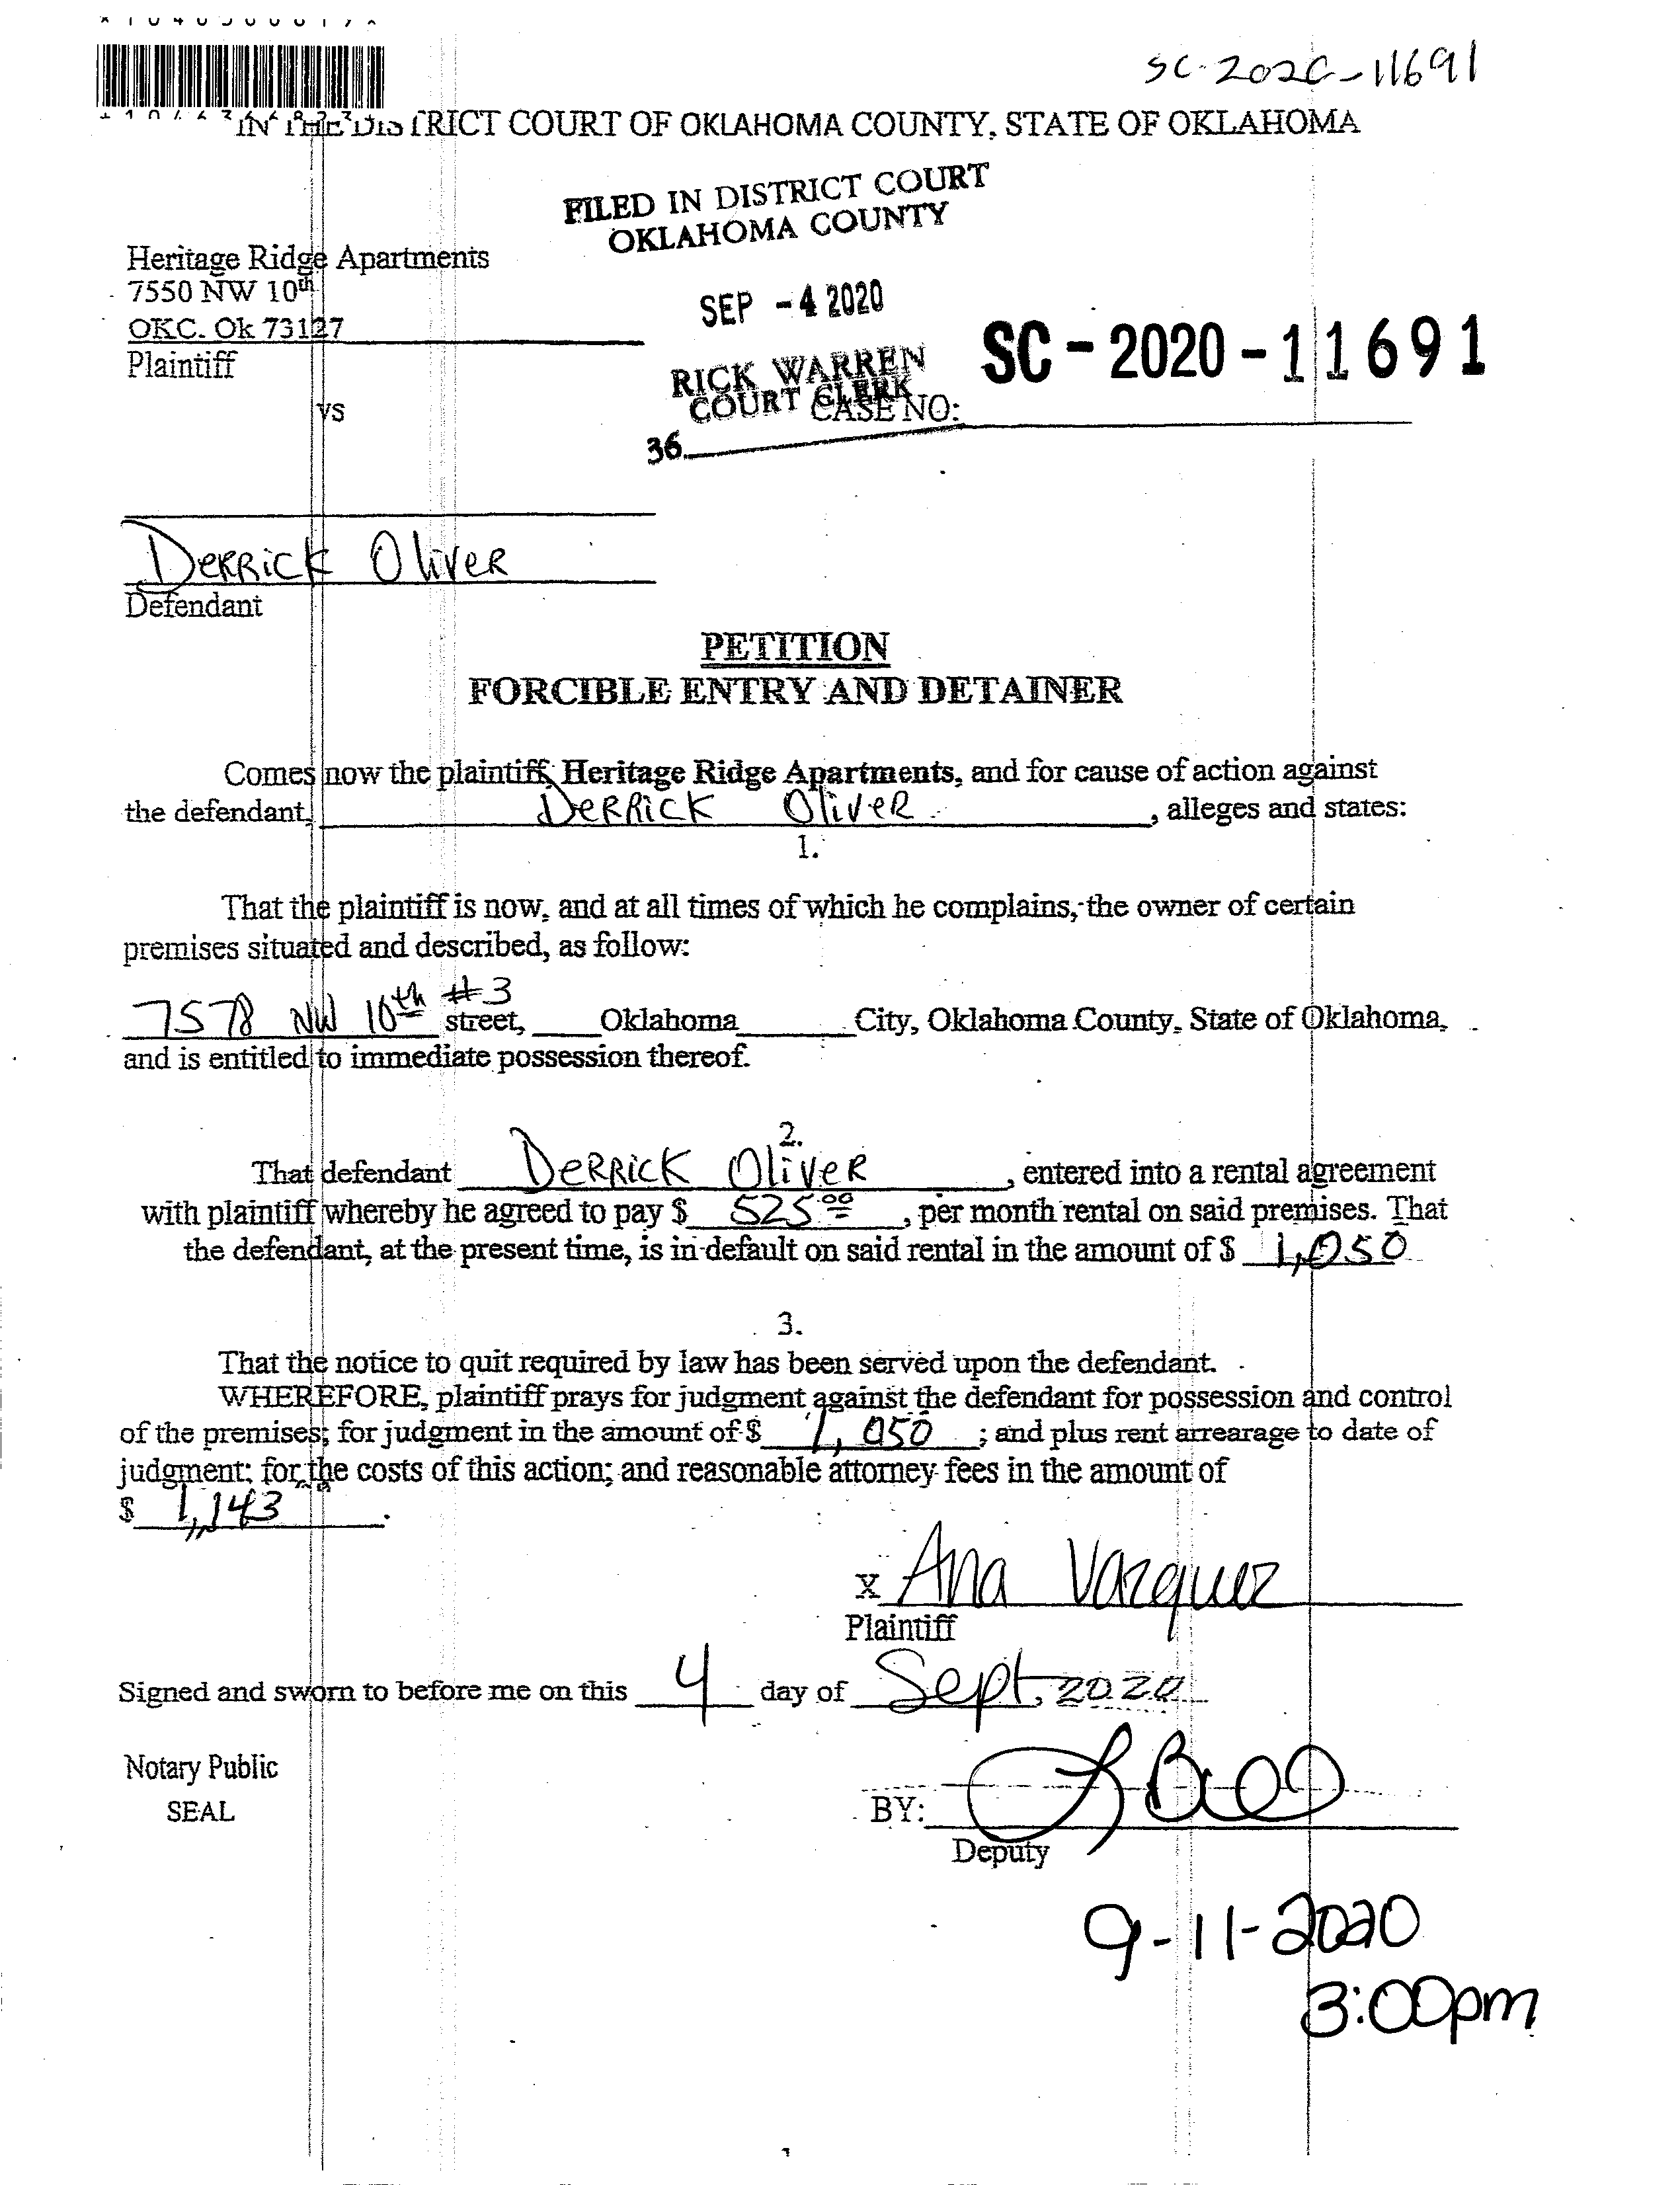 SC-2020-11691
IN THE DISTRICT COURT OF OKLAHOMA COUNTY, STATE OF OKLAHOMA
FILED IN DISTRICT COURT
OKLAHOMA COUNTY
Heritage Ridge Apartments
7550 NW 10th
OKC. Ok 73127
Plaintiff
SEP - 4 2020
SC - 2020 - 11691
RICK WARREN
COURT CLERK
CASE NO:
vs
36
Derrick Oliver
Defendant
PETITION
FORCIBLE ENTRY AND DETAINER
Comes now the plaintiff, Heritage Ridge Apartments, and for cause of action against
the defendant, Derrick Oliver, alleges and states:
1.
That the plaintiff is now, and at all times of which he complains, the owner of certain
premises situated and described, as follow:
7578 NW 10th #3 street, Oklahoma City, Oklahoma County, State of Oklahoma,
and is entitled to immediate possession thereof.
2.
That defendant Derrick Oliver, entered into a rental agreement
with plaintiff whereby he agreed to pay $ 525.00, per month rental on said premises. That
the defendant, at the present time, is in default on said rental in the amount of $ 1,050
3.
That the notice to quit required by law has been served upon the defendant.
WHEREFORE, plaintiff prays for judgment against the defendant for possession and control
of the premises; for judgment in the amount of $ 1,050 ; and plus rent arrearage to date of
judgment; for the costs of this action; and reasonable attorney fees in the amount of
$ 1,143.
X Ana Vazquez
Plaintiff
Signed and sworn to before me on this 4 day of Sept, 2020
Notary Public
SEAL
BY:
Deputy
9-11-2020
3:00pm